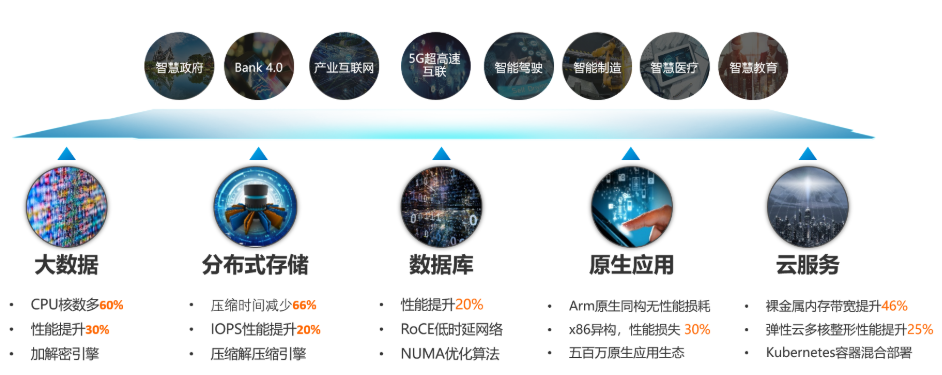 智慧政府
Bank 4.0
产业互联网
5G超高速
互联
智能驾驶
智能制造
智慧医疗
智慧教育
大数据
分布式存储
数据库
原生应用
云服务
• CPU核数多60%
• 性能提升30%
• 加解密引擎
• 压缩时间减少66%
• IOPS性能提升20%
• 压缩解压缩引擎
• 性能提升20%
• RoCE低时延网络
• NUMA优化算法
• Arm原生同构无性能损耗
• x86异构，性能损失 30%
• 五百万原生应用生态
• 裸金属内存带宽提升46%
• 弹性云多核整形性能提升25%
• Kubernetes容器混合部署